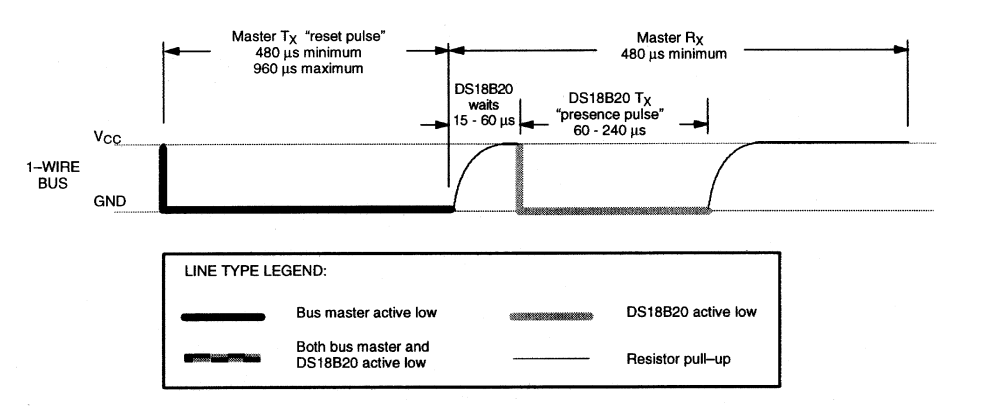 Master TX “reset pulse”
480 µs minimum
960 µs maximum
Master RX
480 µs minimum
DS18B20
waits
15 - 60 µs
DS18B20 TX
“presence pulse”
60 - 240 µs
VCC
1–WIRE
BUS
GND
LINE TYPE LEGEND:
Bus master active low
DS18B20 active low
Both bus master and
DS18B20 active low
Resistor pull–up